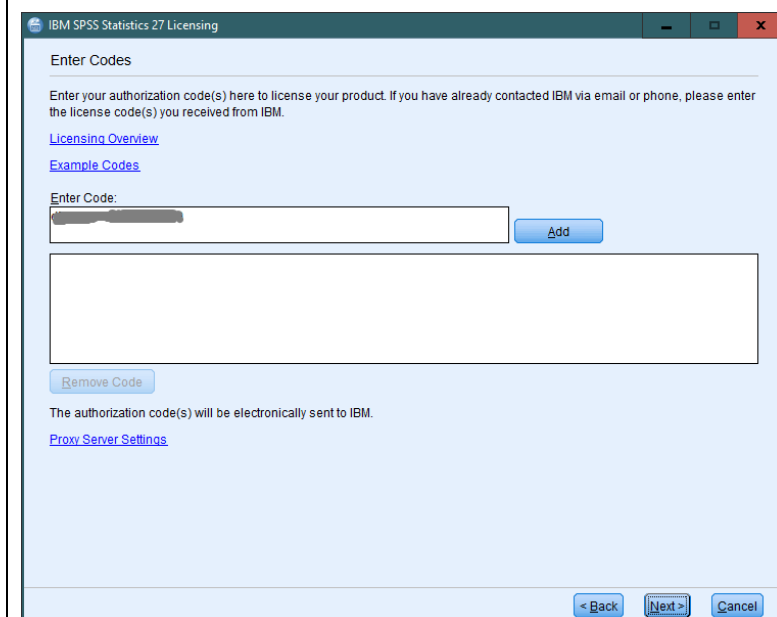 IBM SPSS Statistics 27 Licensing
Enter Codes
Enter your authorization code(s) here to license your product. If you have already contacted IBM via email or phone, please enter
the license code(s) you received from IBM.
Licensing Overview
Example Codes
Enter Code:
Add
Remove Code
The authorization code(s) will be electronically sent to IBM.
Proxy Server Settings
< Back Next > Cancel